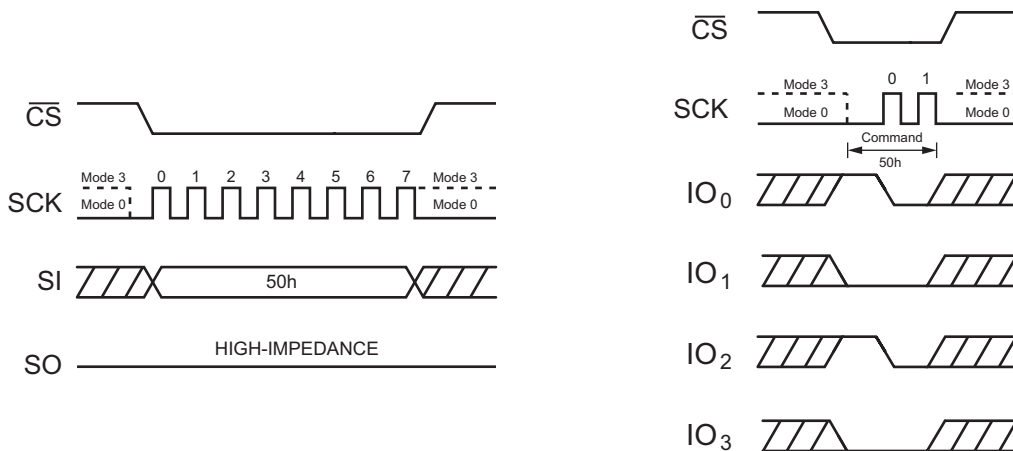 CS
SCK
Mode 3
Mode 0
0 1 2 3 4 5 6 7
Mode 3
Mode 0
SI
50h
SO
HIGH-IMPEDANCE
CS
SCK
Mode 3
Mode 0
0 1
Mode 3
Mode 0
Command
50h
IO0
IO1
IO2
IO3